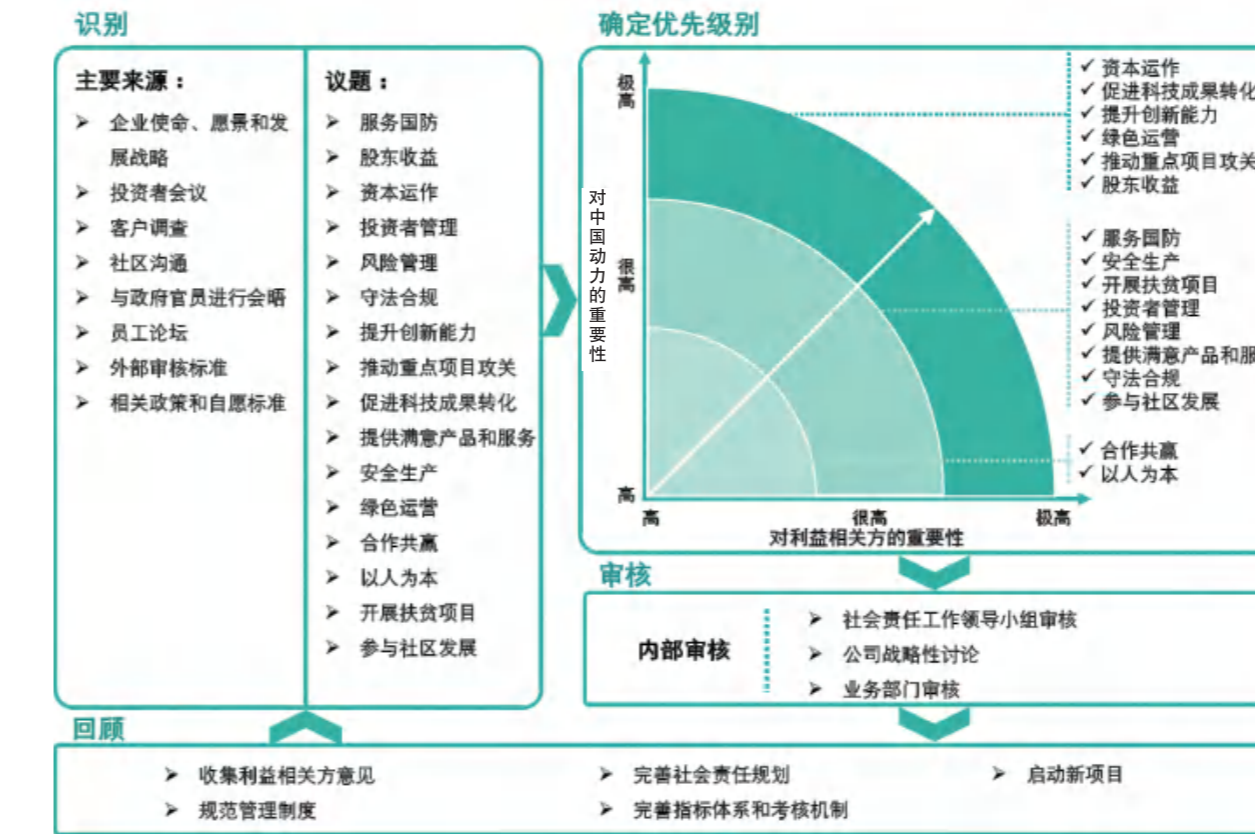 识别
主要来源：
企业使命、愿景和发
展战略
投资者会议
客户调查
社区沟通
与政府官员进行会晤
员工论坛
外部审核标准
相关政策和自愿标准
议题：
服务国防
股东收益
资本运作
投资者管理
风险管理
守法合规
提升创新能力
推动重点项目攻关
促进科技成果转化
提供满意产品和服务
安全生产
绿色运营
合作共赢
以人为本
开展扶贫项目
参与社区发展
确定优先级别
对中国动力的重要性
极高
很高
高
高
很高
极高
对利益相关方的重要性
资本运作
促进科技成果转化
提升创新能力
绿色运营
推动重点项目攻关
股东收益
服务国防
安全生产
开展扶贫项目
投资者管理
风险管理
提供满意产品和服
守法合规
参与社区发展
合作共赢
以人为本
审核
内部审核
社会责任工作领导小组审核
公司战略性讨论
业务部门审核
回顾
收集利益相关方意见
规范管理制度
完善社会责任规划
完善指标体系和考核机制
启动新项目